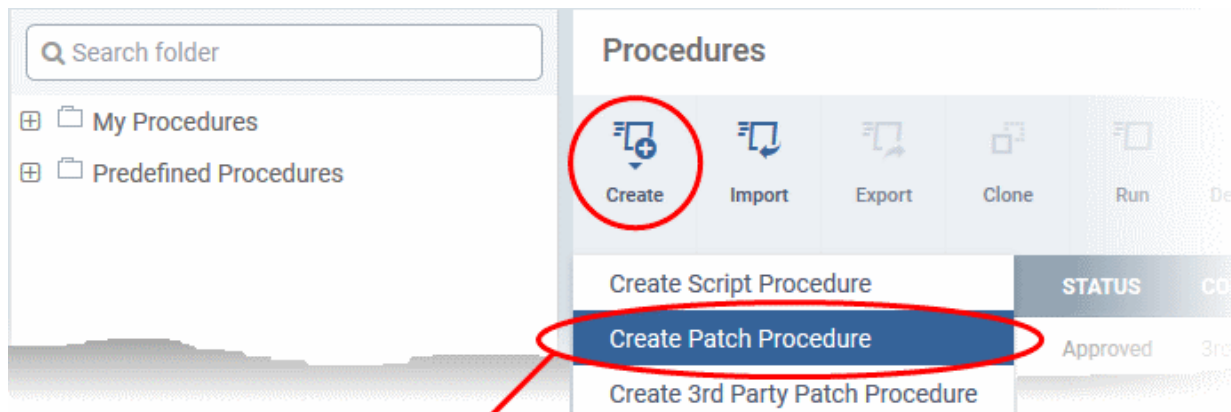 Search folder
My Procedures
Predefined Procedures
Procedures
Create
Import
Export
Clone
Run
Create Script Procedure
Create Patch Procedure
Create 3rd Party Patch Procedure
STATUS
Approved